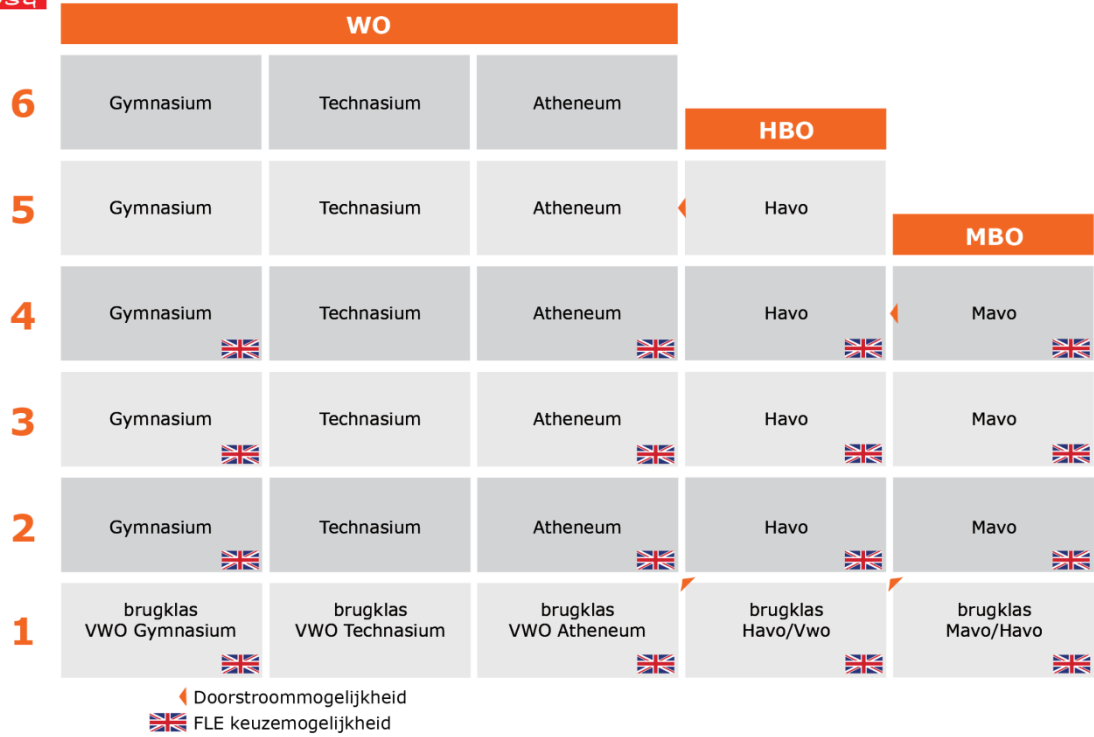 WO
6
Gymnasium
Technasium
Atheneum
HBO
5
Gymnasium
Technasium
Atheneum
Havo
MBO
4
Gymnasium
Technasium
Atheneum
Havo
Mavo
3
Gymnasium
Technasium
Atheneum
Havo
Mavo
2
Gymnasium
Technasium
Atheneum
Havo
Mavo
1
brugklas
VWO Gymnasium
brugklas
VWO Technasium
brugklas
VWO Atheneum
brugklas
Havo/Vwo
brugklas
Mavo/Havo
Doorstroommogelijkheid
FLE keuzemogelijkheid